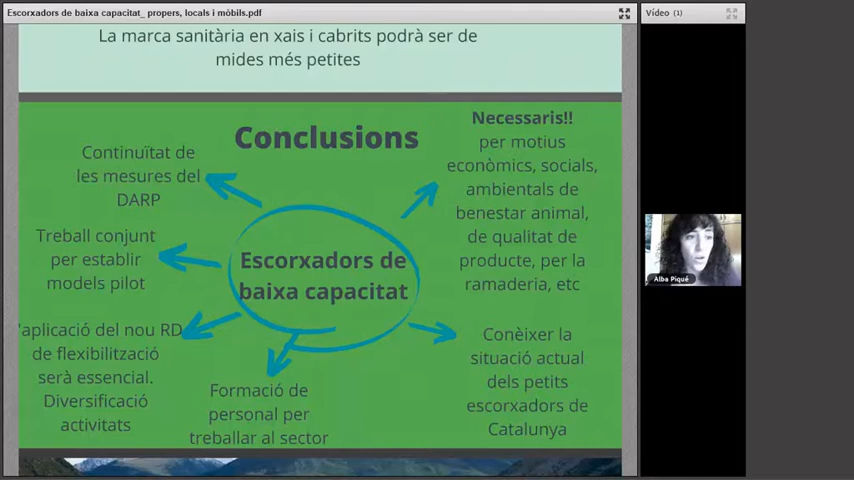 Escorxadors de baixa capacitat_ propers, locals i mòbils.pdf
Vídeo (1)
La marca sanitària en xais i cabrits podrà ser de
mides més petites
Conclusions
Continuïtat de
les mesures del
DARP
Treball conjunt
per establir
models pilot
'aplicació del nou RD
de flexibilització
serà essencial.
Diversificació
activitats
Escorxadors de
baixa capacitat
Formació de
personal per
treballar al sector
Necessaris!!
per motius
econòmics, socials,
ambientals de
benestar animal,
de qualitat de
producte, per la
ramaderia, etc
Conèixer la
situació actual
dels petits
escorxadors de
Catalunya
Alba Piqué